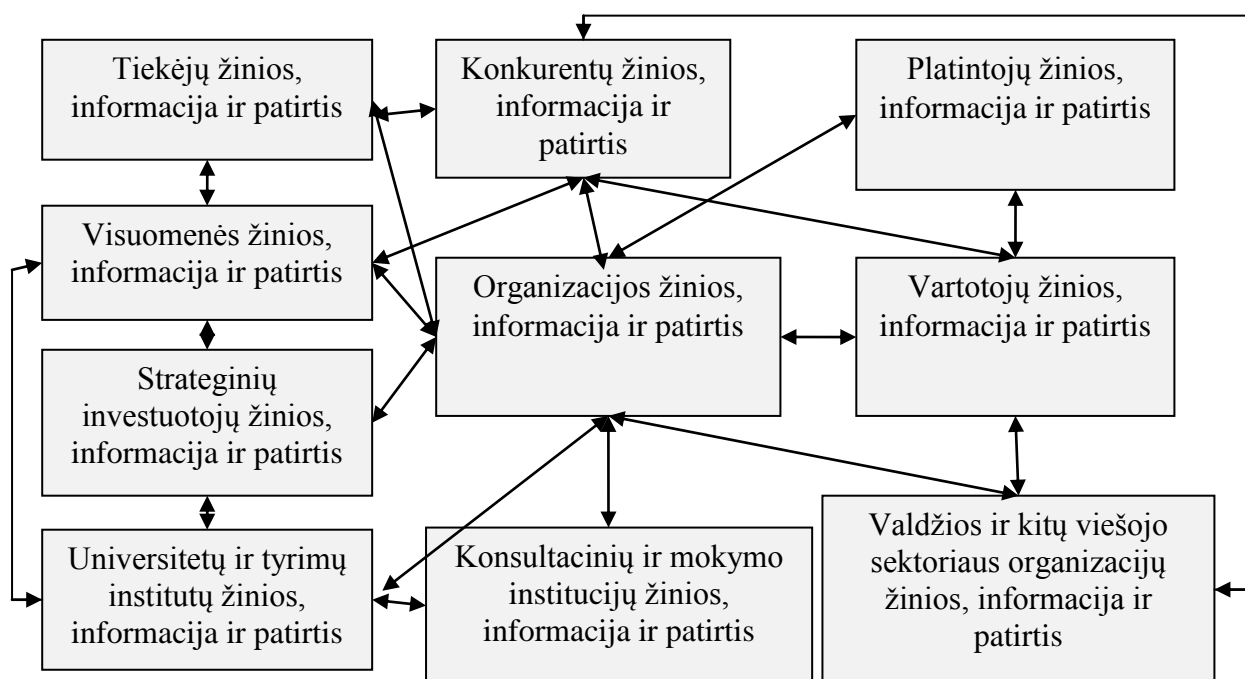 Tiekėjų žinios,
informacija ir patirtis
Konkurentų žinios,
informacija ir
patirtis
Platintojų žinios,
informacija ir patirtis
Visuomenės žinios,
informacija ir patirtis
Organizacijos žinios,
informacija ir patirtis
Vartotojų žinios,
informacija ir patirtis
Strateginių
investuotojų žinios,
informacija ir patirtis
Universitetų ir tyrimų
institutų žinios,
informacija ir patirtis
Konsultacinių ir mokymo
institucijų žinios,
informacija ir patirtis
Valdžios ir kitų viešojo
sektoriaus organizacijų
žinios, informacija ir
patirtis